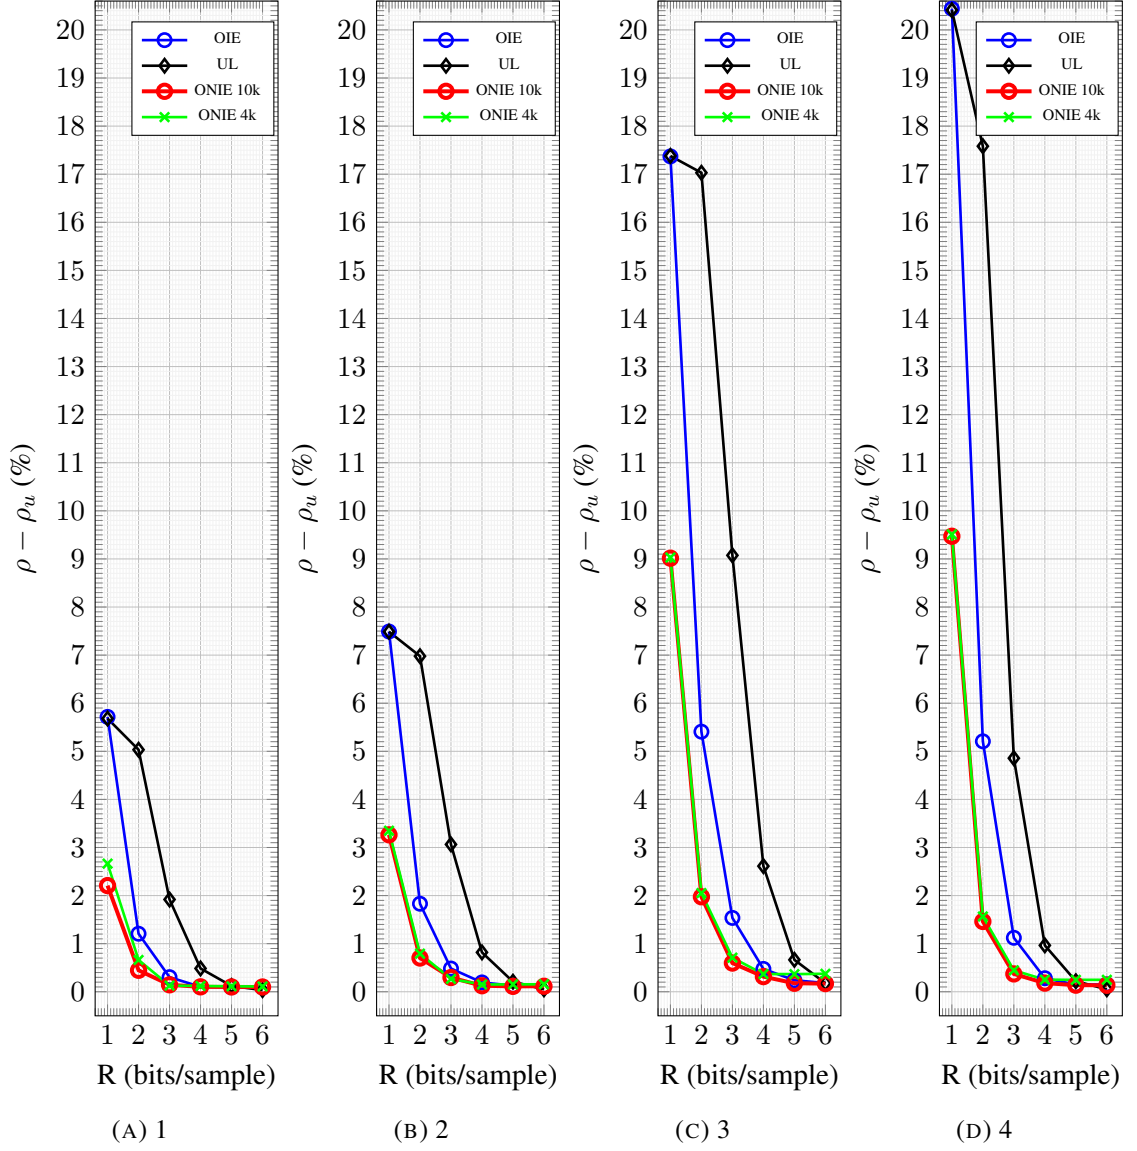 20
19
18
17
16
15
14
13
12
11
10
9
8
7
6
5
4
3
2
1
0
ρ − ρu (%)
OIE
UL
ONIE 10k
ONIE 4k
1 2 3 4 5 6
R (bits/sample)
(A) 1
20
19
18
17
16
15
14
13
12
11
10
9
8
7
6
5
4
3
2
1
0
ρ − ρu (%)
OIE
UL
ONIE 10k
ONIE 4k
1 2 3 4 5 6
R (bits/sample)
(B) 2
20
19
18
17
16
15
14
13
12
11
10
9
8
7
6
5
4
3
2
1
0
ρ − ρu (%)
OIE
UL
ONIE 10k
ONIE 4k
1 2 3 4 5 6
R (bits/sample)
(C) 3
20
19
18
17
16
15
14
13
12
11
10
9
8
7
6
5
4
3
2
1
0
ρ − ρu (%)
OIE
UL
ONIE 10k
ONIE 4k
1 2 3 4 5 6
R (bits/sample)
(D) 4